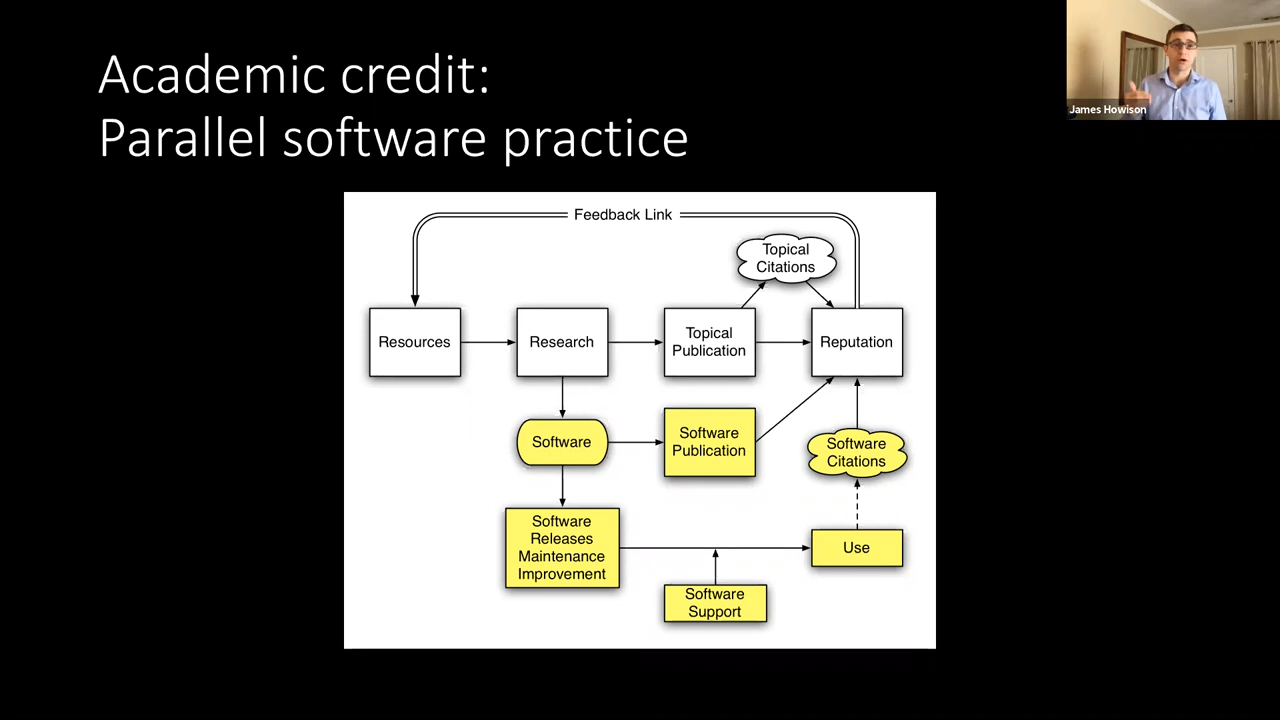 Academic credit:
Parallel software practice
James Howison
Feedback Link
Topical
Citations
Resources
Research
Topical
Publication
Reputation
Software
Software
Publication
Software
Citations
Software
Releases
Maintenance
Improvement
Use
Software
Support